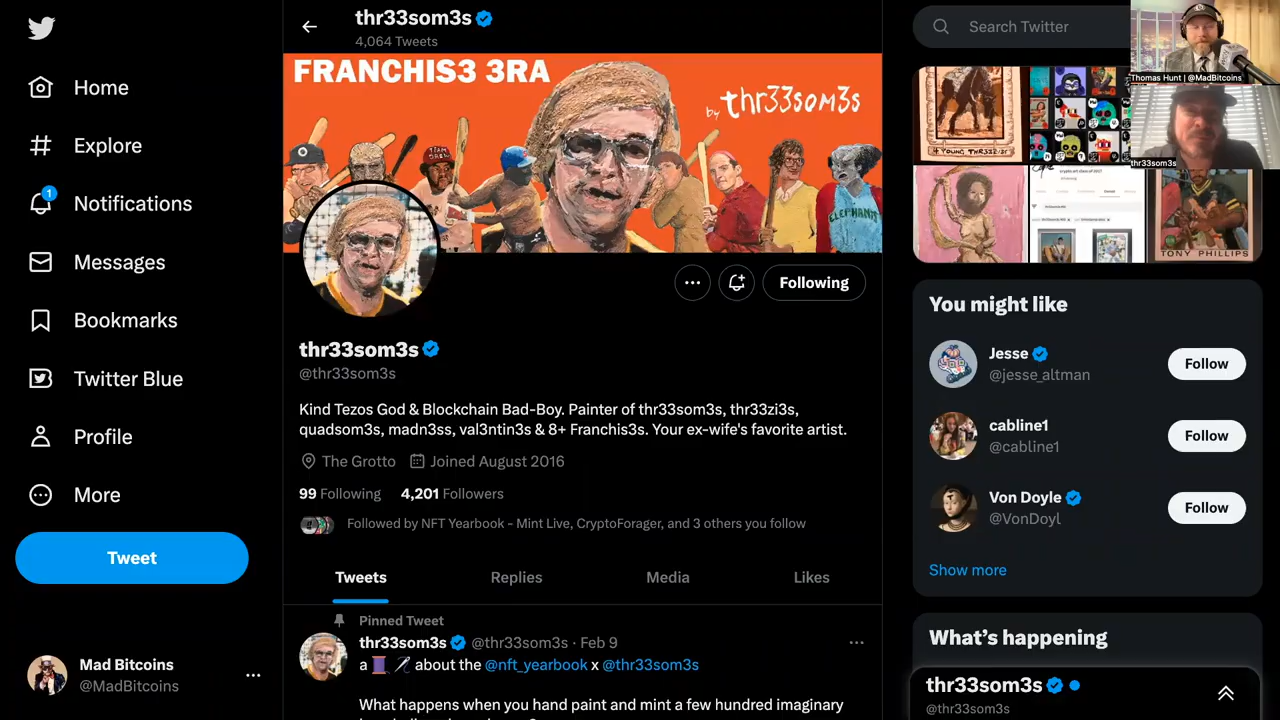 thr33som3s
4,064 Tweets
Search Twitter
Thomas Hunt | @MadBitcoins
thr33som3s
Home
Explore
1
Notifications
Messages
Bookmarks
Twitter Blue
Profile
More
Tweet
Mad Bitcoins
@MadBitcoins
FRANCHIS3 3RA
by thr33som3s
TEAM
ELEPHANTS
Following
thr33som3s
@thr33som3s
Kind Tezos God & Blockchain Bad-Boy. Painter of thr33som3s, thr33zi3s,
quadsom3s, madn3ss, val3ntin3s & 8+ Franchis3s. Your ex-wife's favorite artist.
The Grotto Joined August 2016
99 Following 4,201 Followers
Followed by NFT Yearbook - Mint Live, CryptoForager, and 3 others you follow
Tweets Replies Media Likes
Pinned Tweet
thr33som3s @thr33som3s · Feb 9
a about the @nft_yearbook x @thr33som3s
What happens when you hand paint and mint a few hundred imaginary
TONY PHILLIPS
You might like
Jesse
@jesse_altman
Follow
cabline1
@cabline1
Follow
Von Doyle
@VonDoyl
Follow
Show more
What's happening
thr33som3s
@thr33som3s